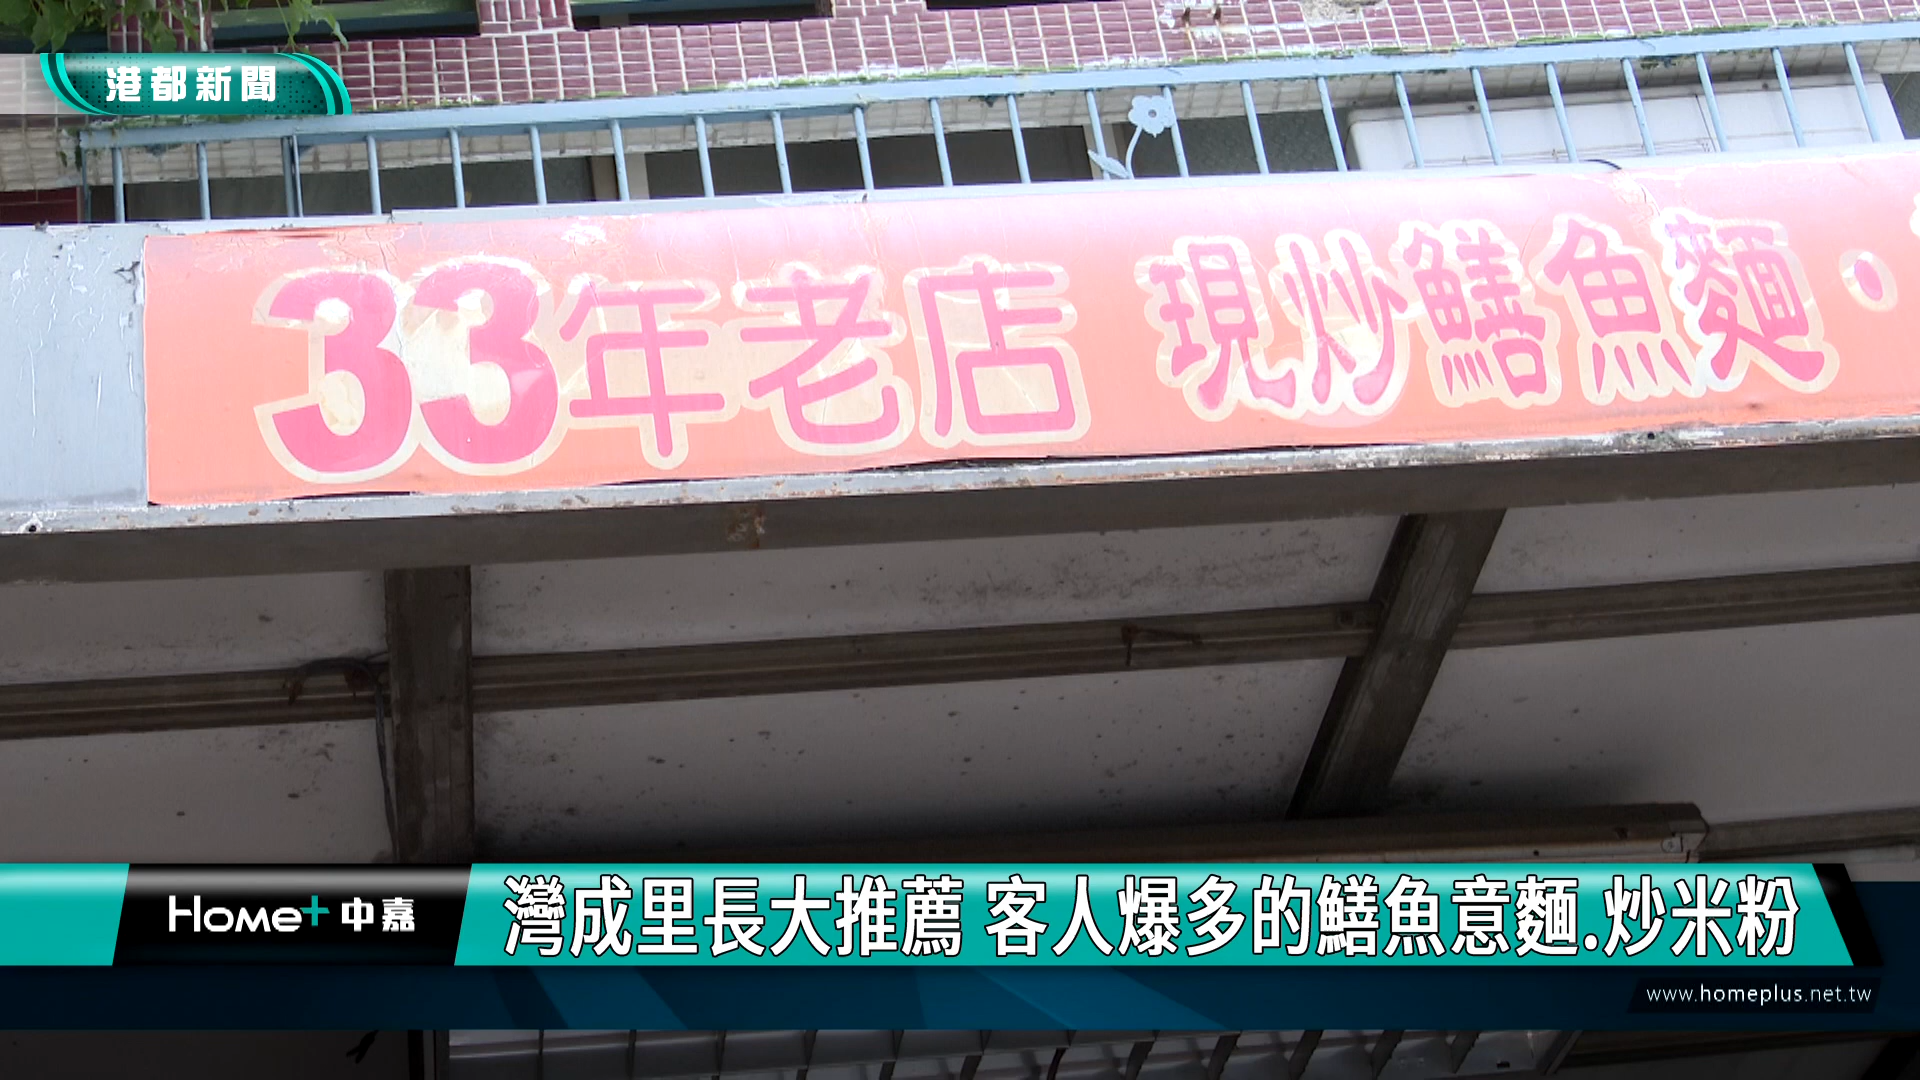 港都新聞
33年老店 現炒鱔魚麵·
Home+中嘉
灣成里長大推薦 客人爆多的鱔魚意麵.炒米粉
www.homeplus.net.tw